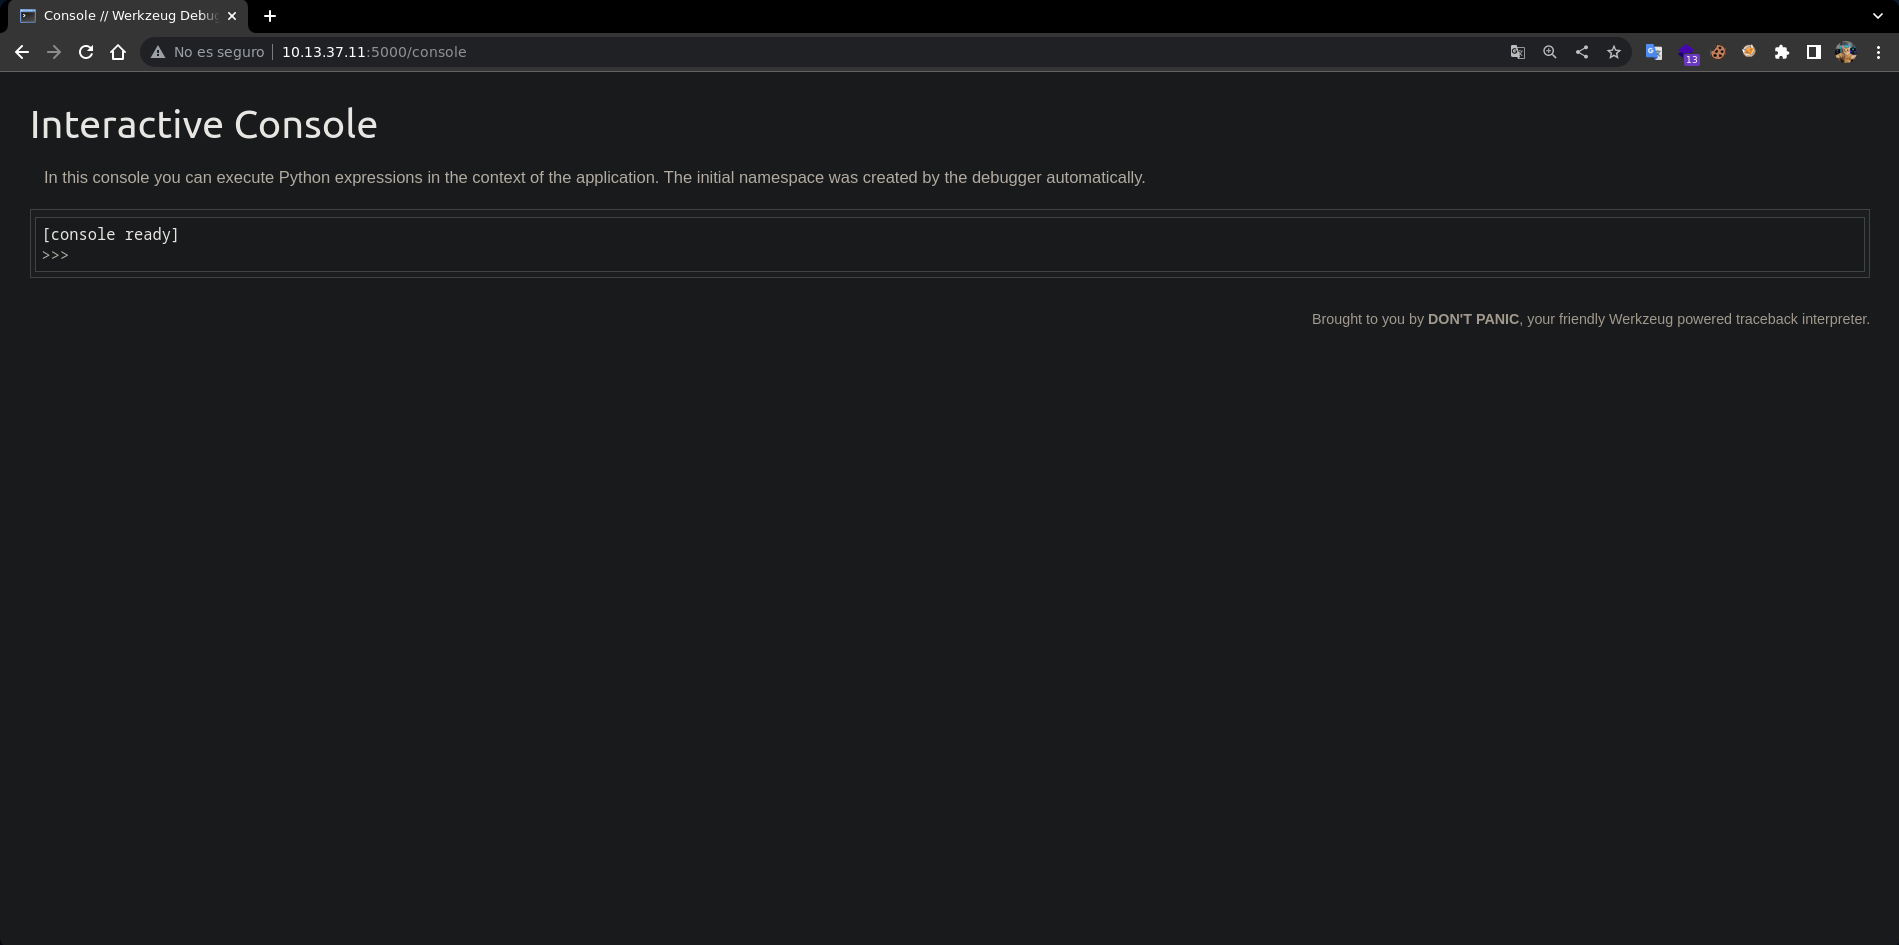 Console // Werkzeug Debug
No es seguro 10.13.37.11:5000/console
13
Interactive Console
In this console you can execute Python expressions in the context of the application. The initial namespace was created by the debugger automatically.
[console ready]
>>>
Brought to you by DON'T PANIC, your friendly Werkzeug powered traceback interpreter.